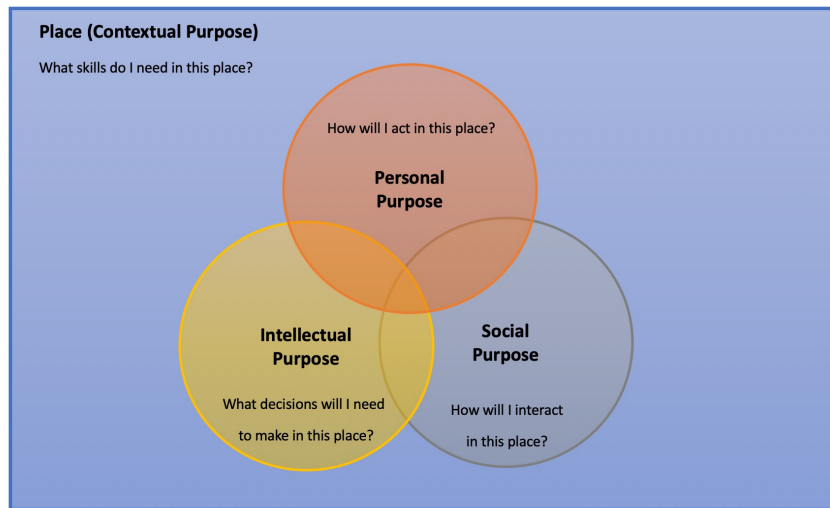 Place (Contextual Purpose)
What skills do I need in this place?
How will I act in this place?
Personal
Purpose
Intellectual
Purpose
What decisions will I need
to make in this place?
Social
Purpose
How will I interact
in this place?